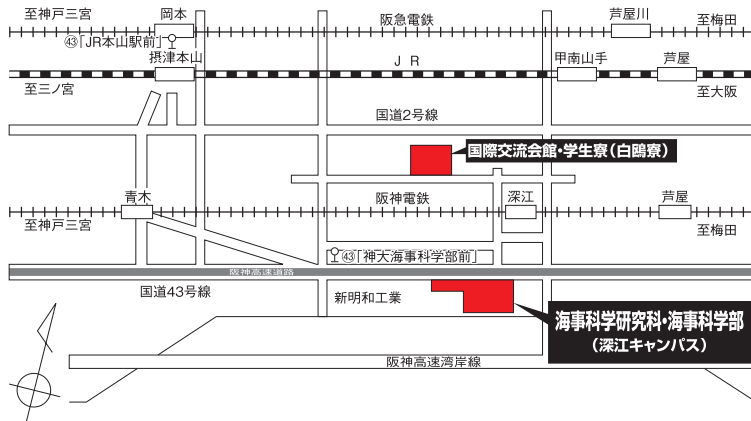 至神戸三宮
岡本
阪急電鉄
芦屋川
至梅田
㊸「JR本山駅前」
摂津本山
JR
甲南山手
芦屋
至三ノ宮
至大阪
国道2号線
国際交流会館・学生寮(白鴎寮)
青木
阪神電鉄
深江
芦屋
至神戸三宮
至梅田
㊸「神大海事科学部前」
阪神高速道路
国道43号線
新明和工業
海事科学研究科・海事科学部
(深江キャンパス)
阪神高速湾岸線